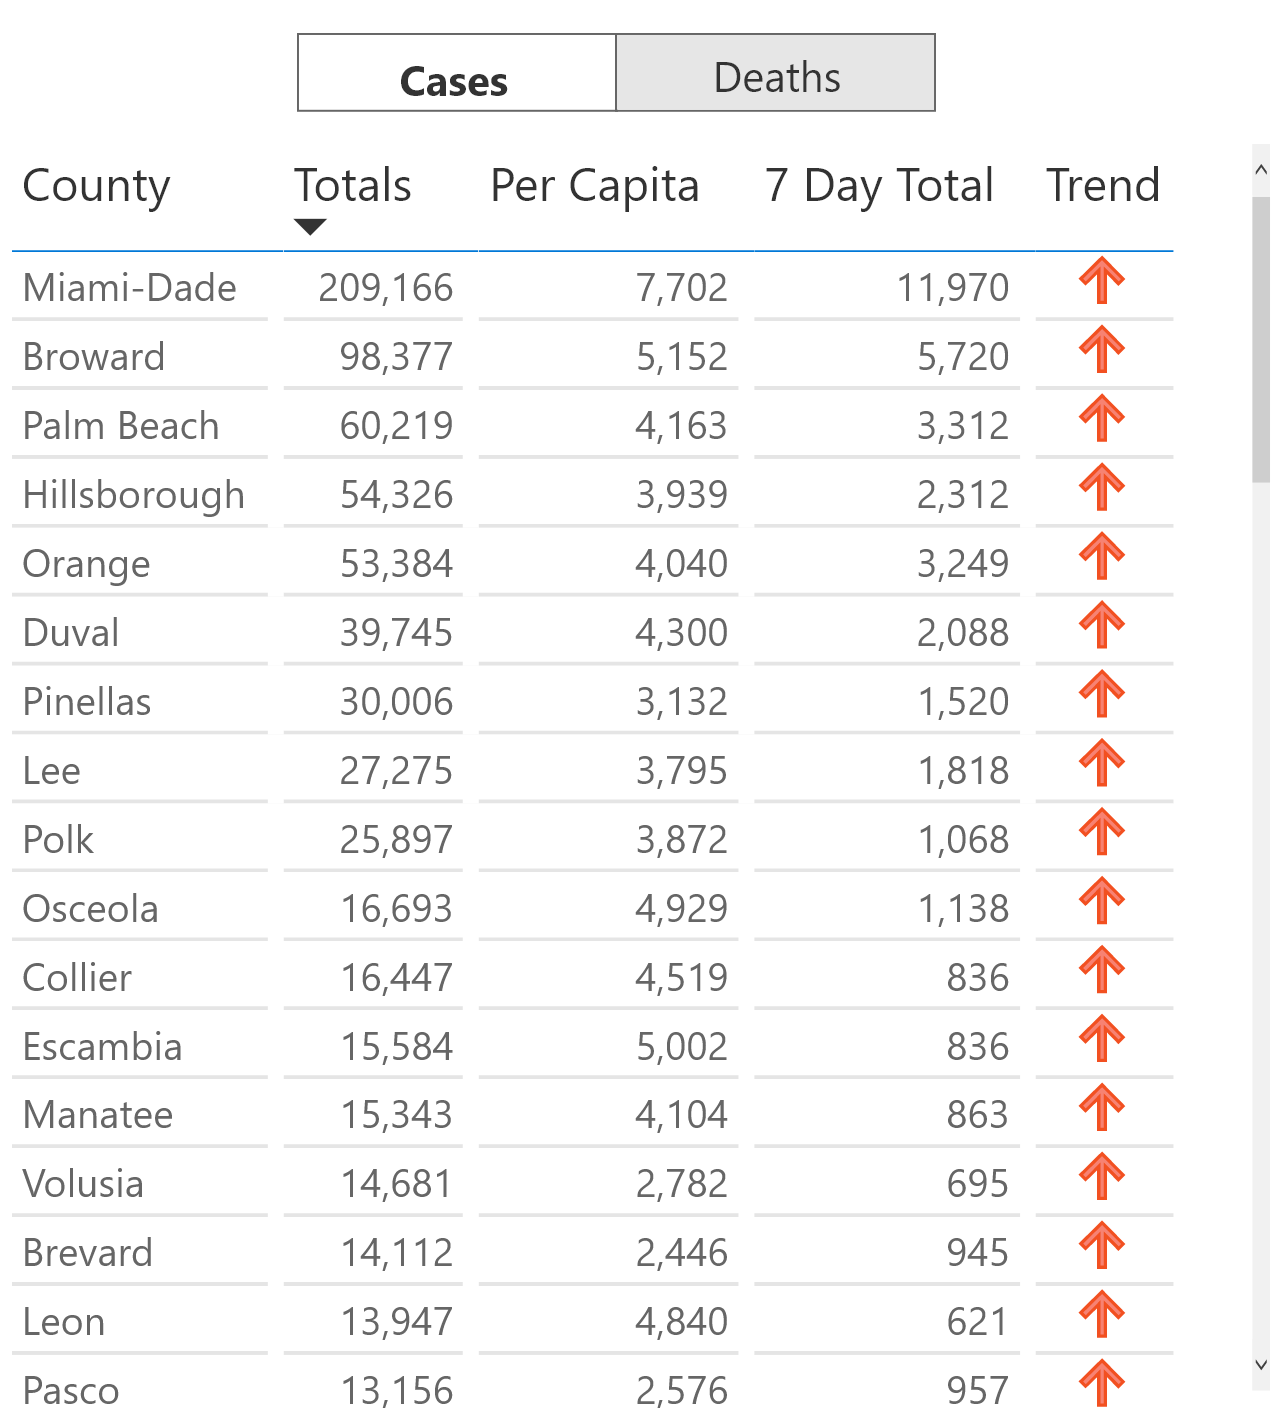 Cases Deaths
County Totals Per Capita 7 Day Total Trend
Miami-Dade 209,166 7,702 11,970
Broward 98,377 5,152 5,720
Palm Beach 60,219 4,163 3,312
Hillsborough 54,326 3,939 2,312
Orange 53,384 4,040 3,249
Duval 39,745 4,300 2,088
Pinellas 30,006 3,132 1,520
Lee 27,275 3,795 1,818
Polk 25,897 3,872 1,068
Osceola 16,693 4,929 1,138
Collier 16,447 4,519 836
Escambia 15,584 5,002 836
Manatee 15,343 4,104 863
Volusia 14,681 2,782 695
Brevard 14,112 2,446 945
Leon 13,947 4,840 621
Pasco 13,156 2,576 957